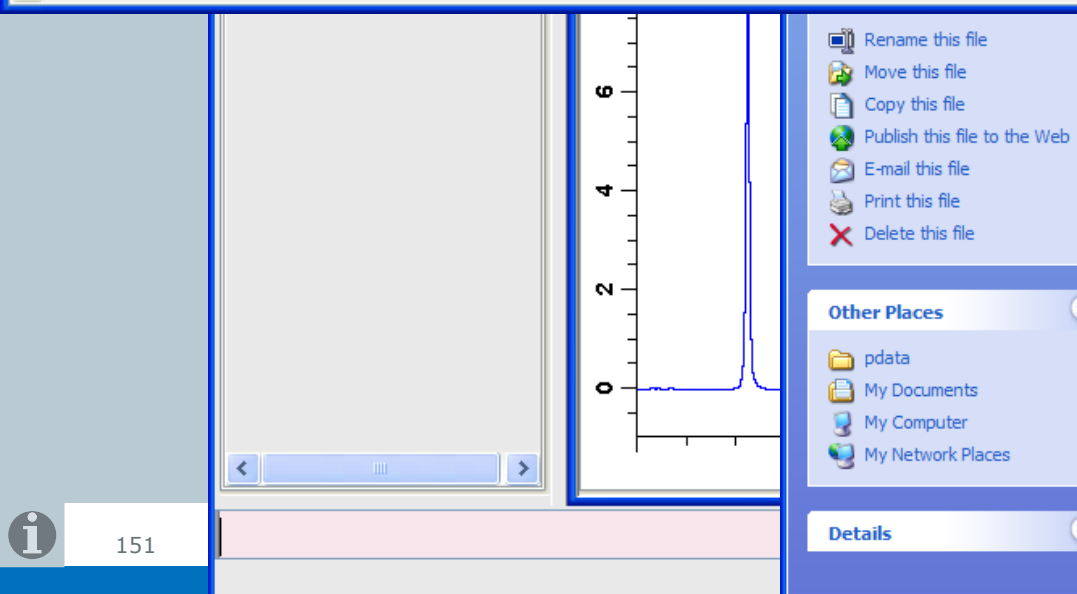 Rename this file
Move this file
Copy this file
Publish this file to the Web
E-mail this file
Print this file
Delete this file
Other Places
pdata
My Documents
My Computer
My Network Places
Details
6
4
2
0
151